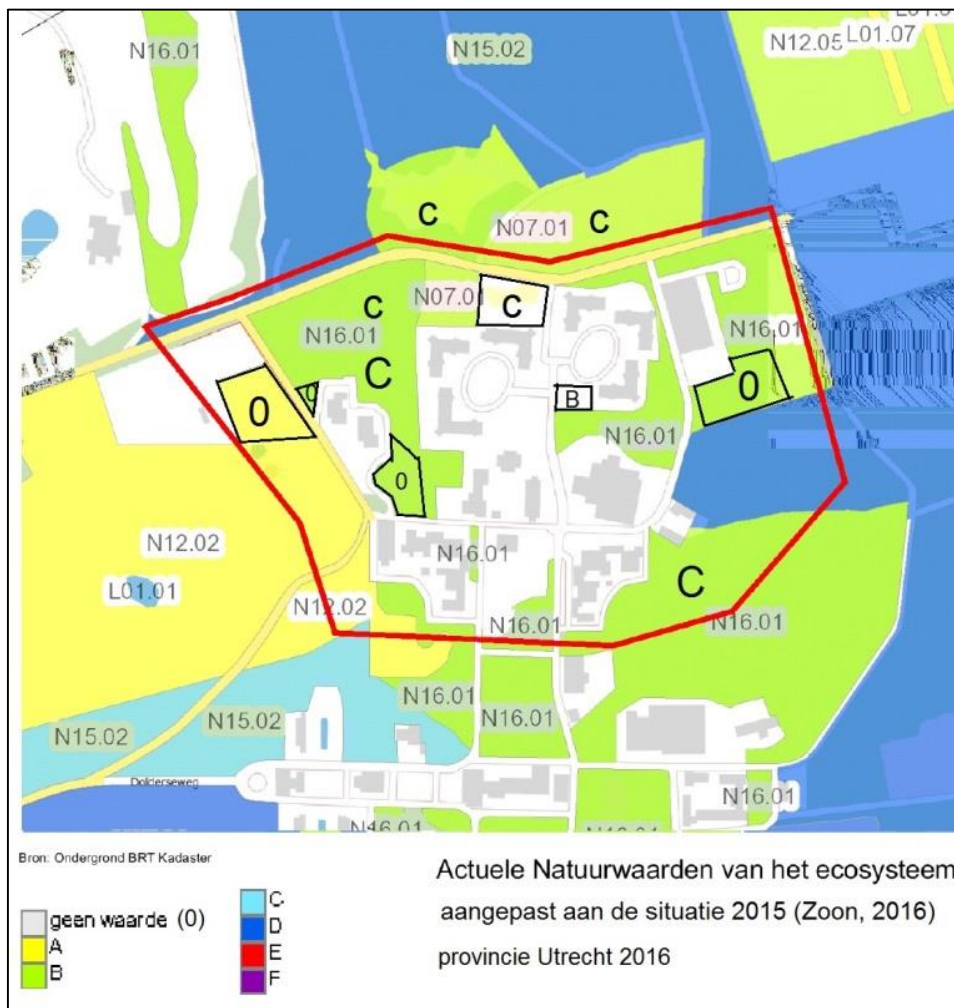 N16.01
N15.02
N12.05
L01.07
C
N07.01
C
C
N07.01
C
N16.01
N16.01
C
0
0
B
0
N16.01
0
N12.02
N16.01
L01.01
C
N12.02
N16.01
N16.01
N16.01
N15.02
N15.02
N16.01
Dolderseweg
N16.01
N16.01
Bron: Ondergrond BRT Kadaster
geen waarde (0)
A
B
C
D
E
F
Actuele Natuurwaarden van het ecosysteem
aangepast aan de situatie 2015 (Zoon, 2016)
provincie Utrecht 2016